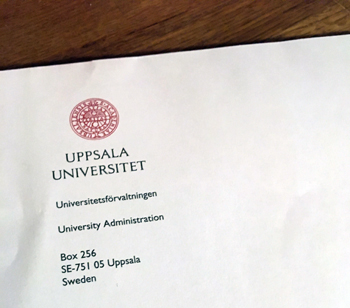 UPPSALA
UNIVERSITET
Universitetsförvaltningen
University Administration
Box 256
SE-751 05 Uppsala
Sweden